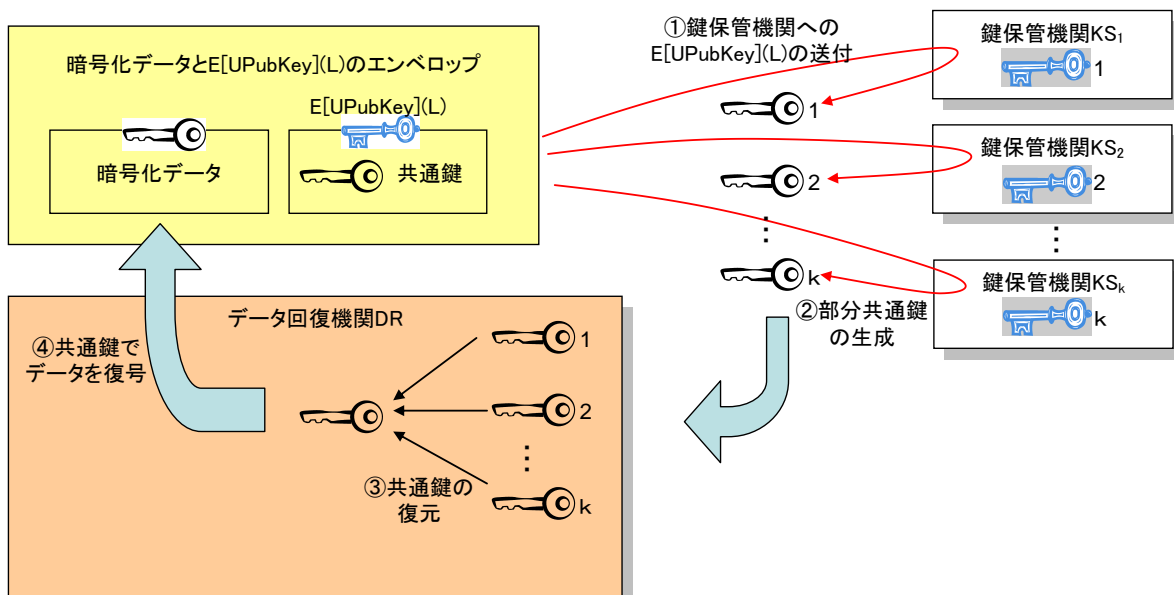 暗号化データとE[UPubKey](L)のエンベロップ
E[UPubKey](L)
暗号化データ
共通鍵
①鍵保管機関への
E[UPubKey](L)の送付
1
2
⋮
k
②部分共通鍵
の生成
鍵保管機関KS₁
1
鍵保管機関KS₂
2
⋮
鍵保管機関KSₖ
k
データ回復機関DR
④共通鍵で
データを復号
1
2
⋮
k
③共通鍵の
復元